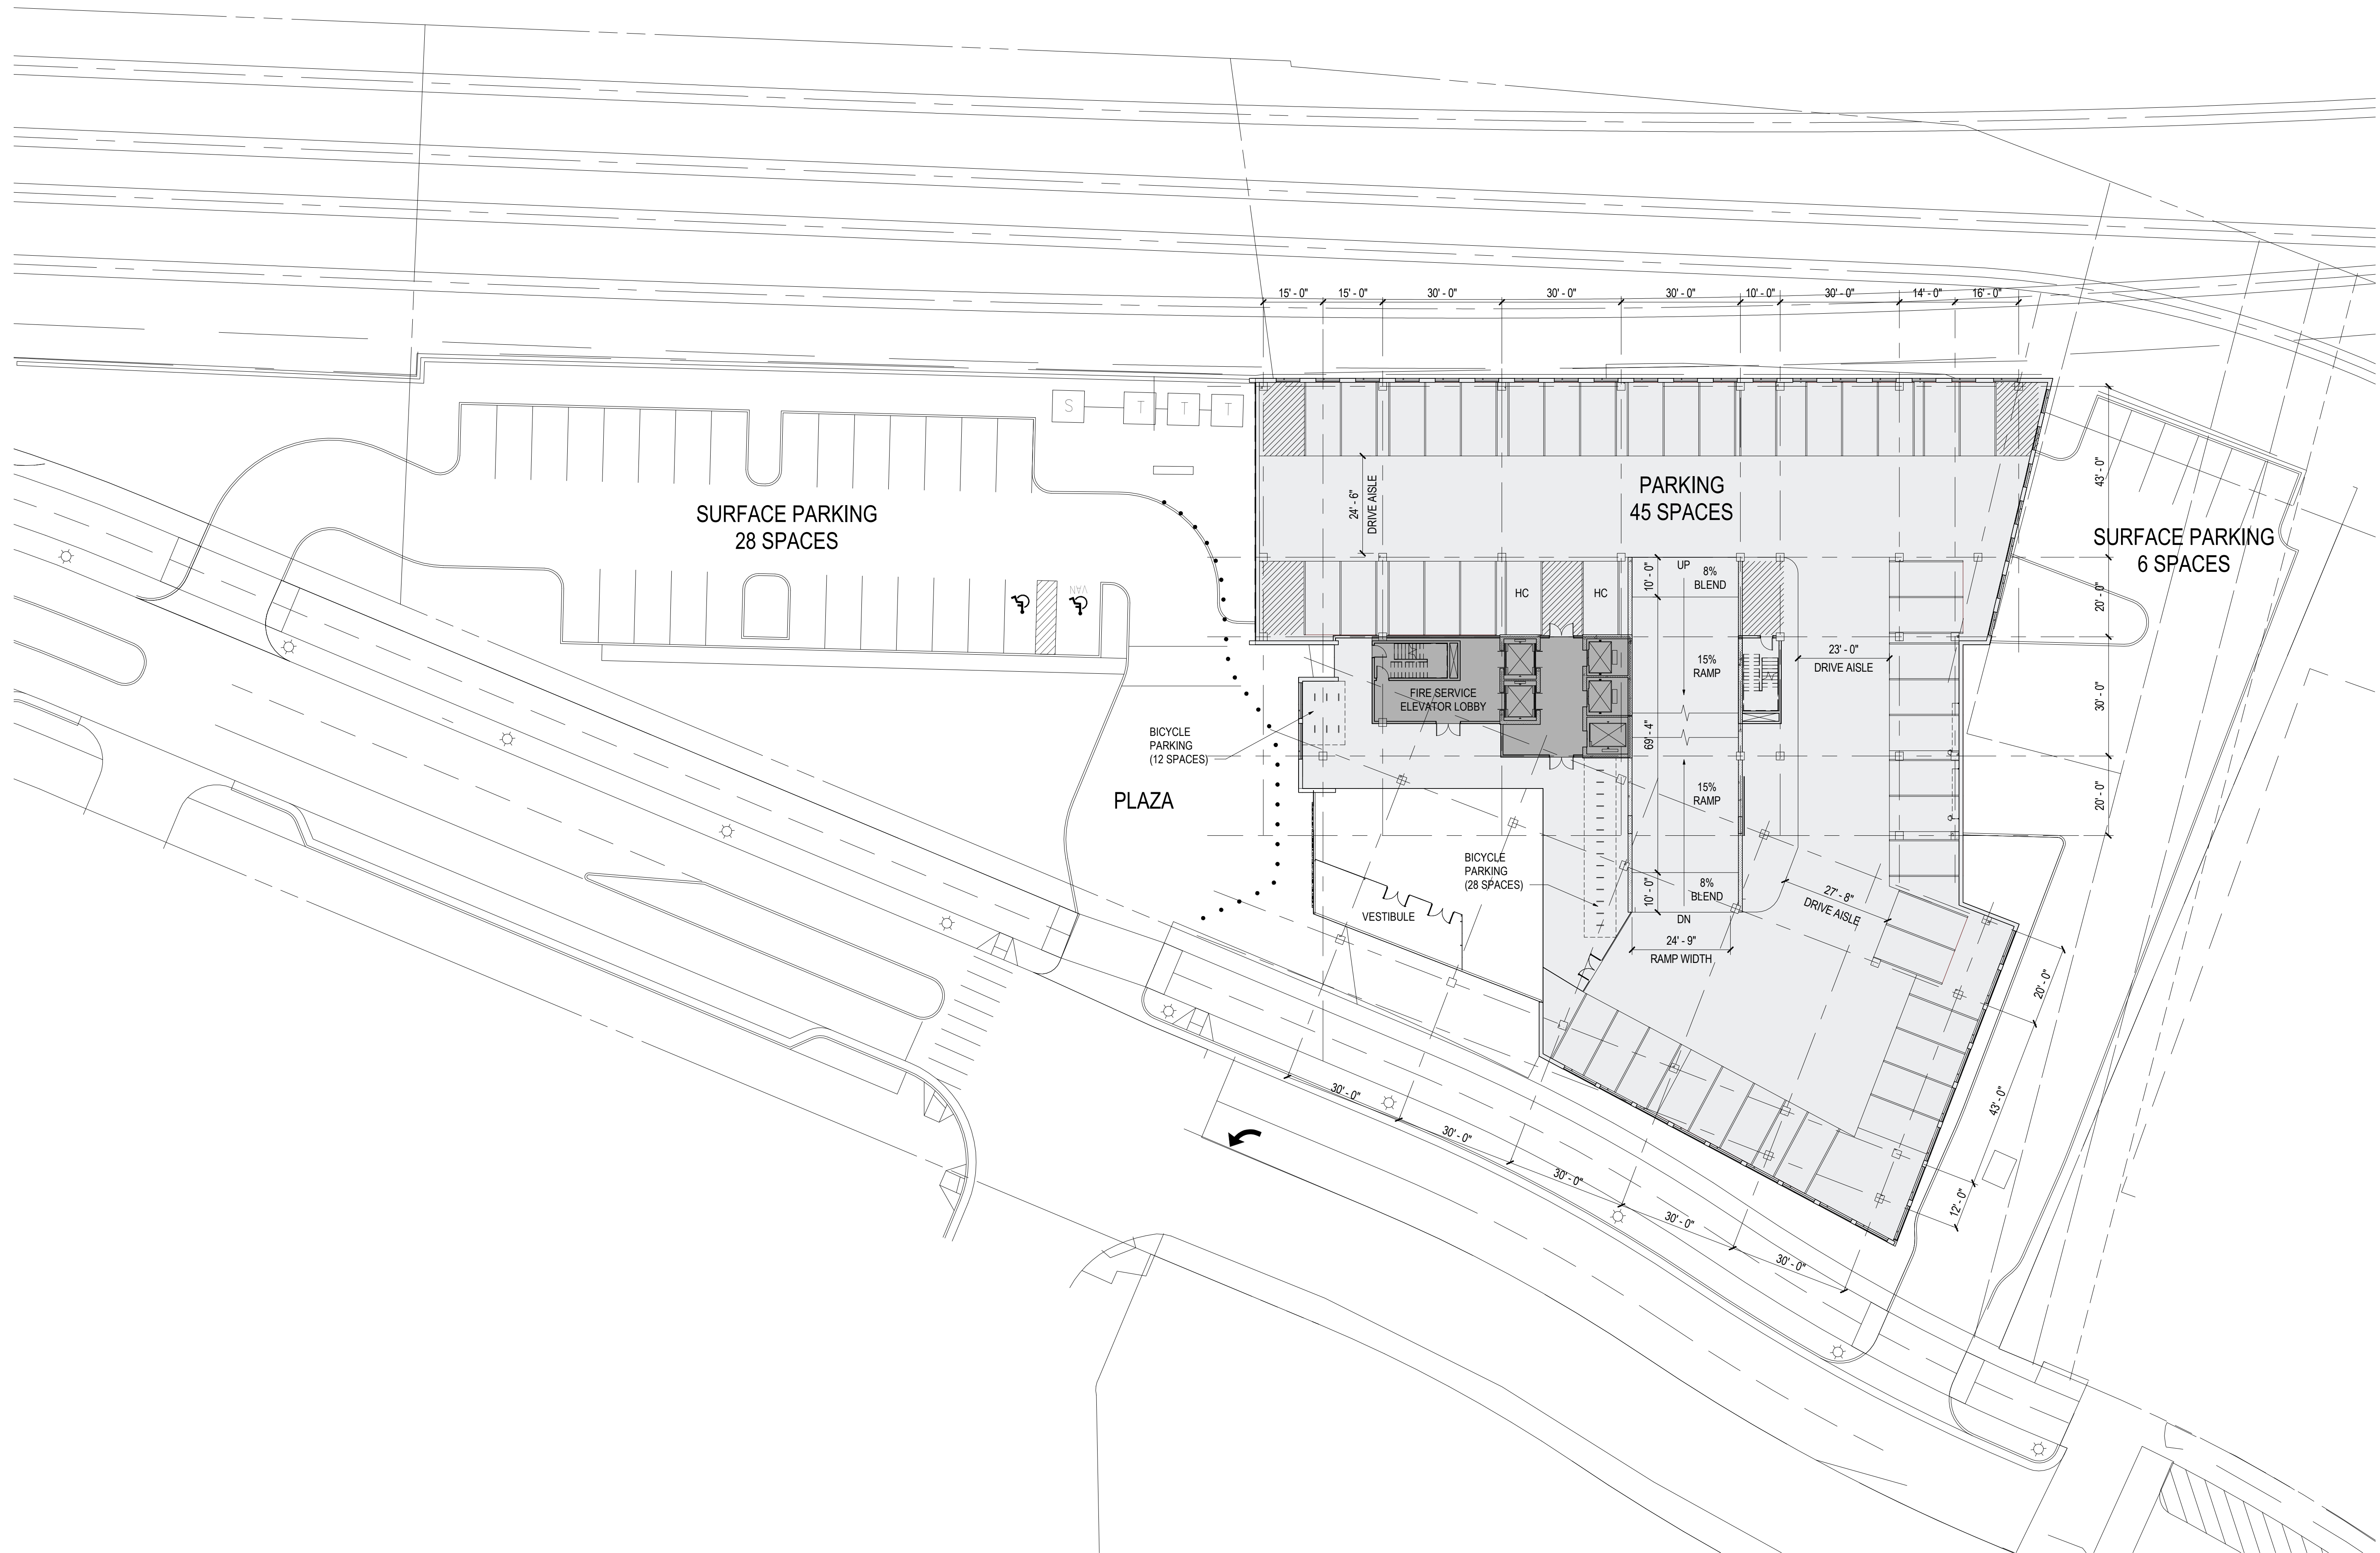 15' - 0"
15' - 0"
30' - 0"
30' - 0"
30' - 0"
10' - 0"
30' - 0"
14' - 0"
16' - 0"
S
T
T
T
SURFACE PARKING
28 SPACES
VAN
24' - 6"
DRIVE AISLE
PARKING
45 SPACES
43' - 0"
SURFACE PARKING
6 SPACES
HC
HC
10' - 0"
UP
8%
BLEND
20' - 0"
15%
RAMP
23' - 0"
DRIVE AISLE
FIRE SERVICE
ELEVATOR LOBBY
30' - 0"
69' - 4"
BICYCLE
PARKING
(12 SPACES)
PLAZA
15%
RAMP
20' - 0"
BICYCLE
PARKING
(28 SPACES)
VESTIBULE
10' - 0"
8%
BLEND
DN
27' - 8"
DRIVE AISLE
24' - 9"
RAMP WIDTH
20' - 0"
43' - 0"
12' - 0"
30' - 0"
30' - 0"
30' - 0"
30' - 0"
30' - 0"